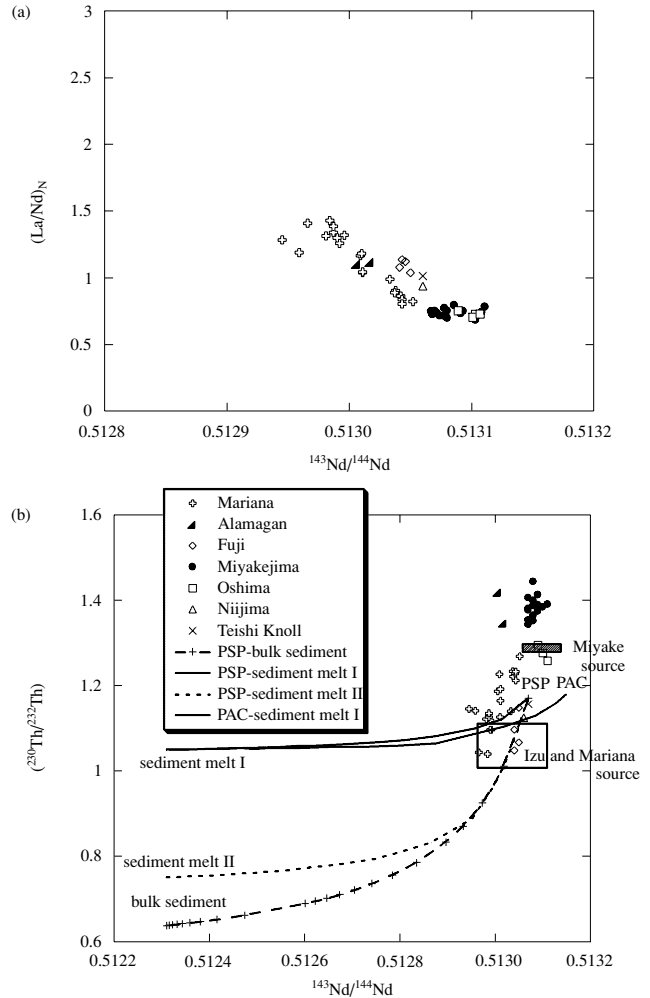 (a)
3
2.5
2
1.5
1
0.5
0
(La/Nd)N
0.5128 0.5129 0.5130 0.5131 0.5132
143Nd/144Nd
(b)
Mariana
Alamagan
Fuji
Miyakejima
Oshima
Niijima
Teishi Knoll
PSP-bulk sediment
PSP-sediment melt I
PSP-sediment melt II
PAC-sediment melt I
1.6
1.4
1.2
1
0.8
0.6
(230Th/232Th)
Miyake
source
PSP PAC
Izu and Mariana
source
sediment melt I
sediment melt II
bulk sediment
0.5122 0.5124 0.5126 0.5128 0.5130 0.5132
143Nd/144Nd